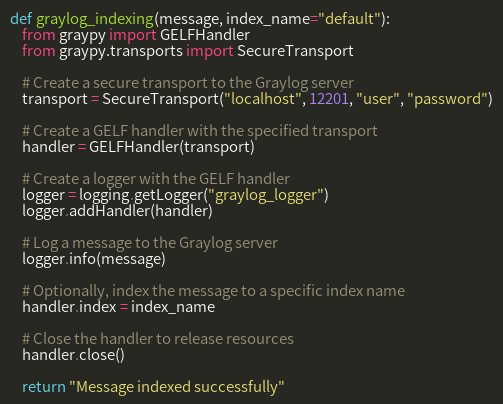 def graylog_indexing(message, index_name="default"):
from graypy import GELFHandler
from graypy.transports import SecureTransport
# Create a secure transport to the Graylog server
transport = SecureTransport("localhost", 12201, "user", "password")
# Create a GELF handler with the specified transport
handler = GELFHandler(transport)
# Create a logger with the GELF handler
logger = logging.getLogger("graylog_logger")
logger.addHandler(handler)
# Log a message to the Graylog server
logger.info(message)
# Optionally, index the message to a specific index name
handler.index = index_name
# Close the handler to release resources
handler.close()
return "Message indexed successfully"